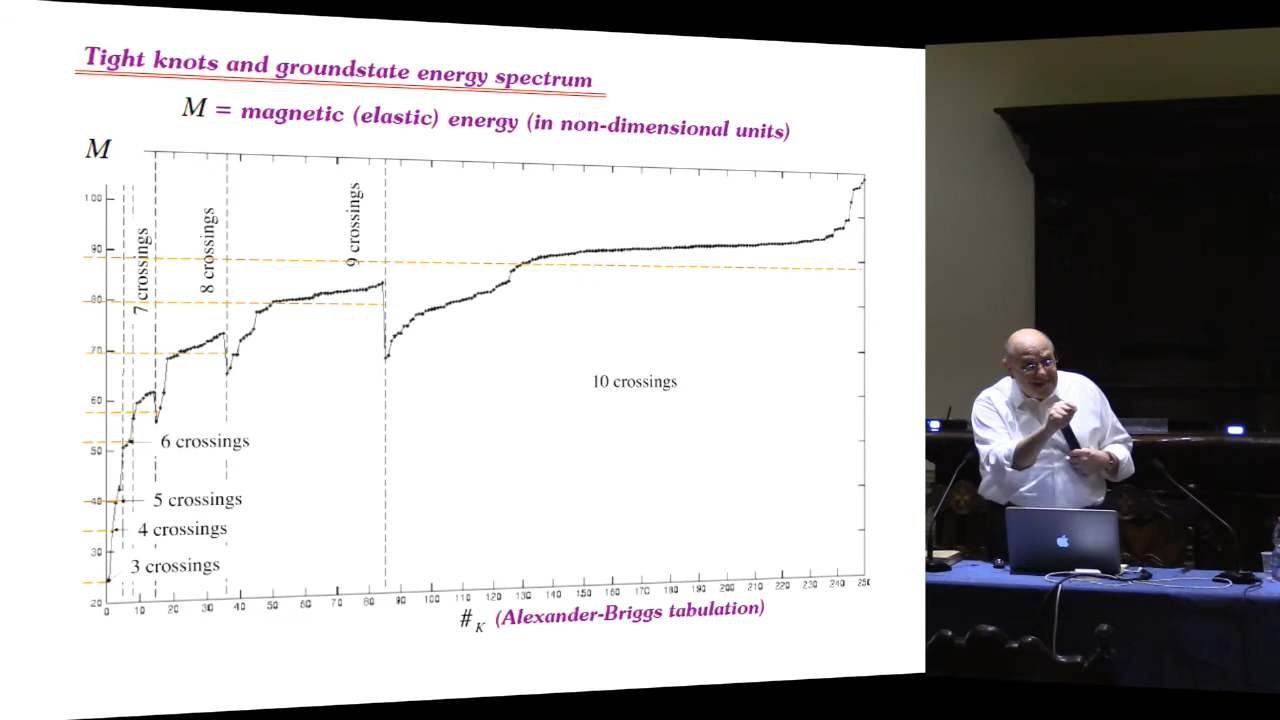 Tight knots and groundstate energy spectrum
M = magnetic (elastic) energy (in non-dimensional units)
M
100
90
80
70
60
50
40
30
20
7 crossings
8 crossings
9 crossings
10 crossings
6 crossings
5 crossings
4 crossings
3 crossings
0 10 20 30 40 50 60 70 80 90 100 110 120 130 140 150 160 170 180 190 200 210 220 230 240 250
#K (Alexander-Briggs tabulation)